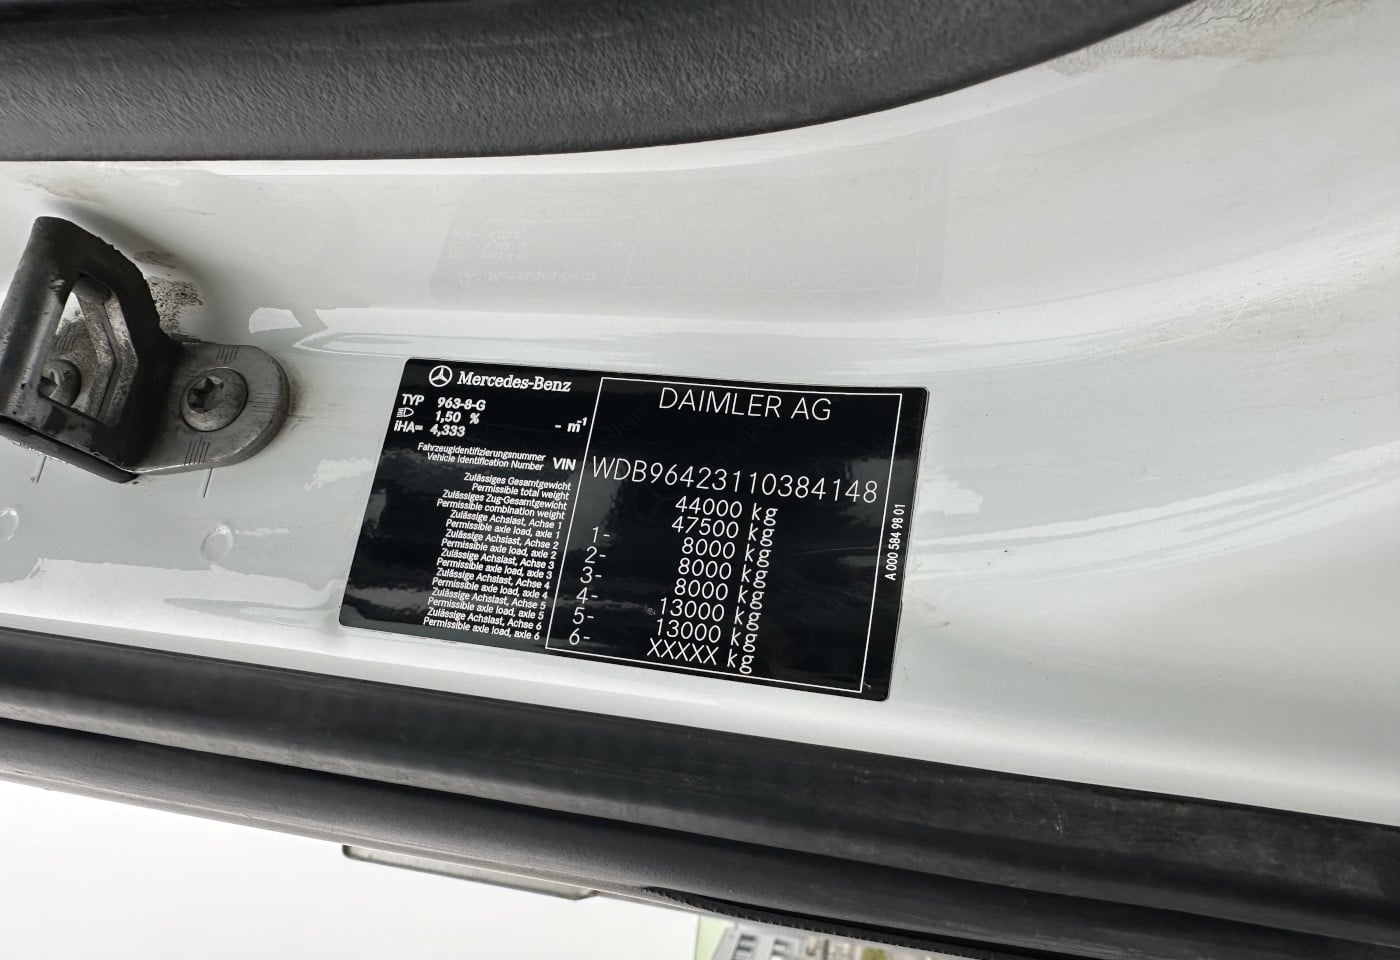 Mercedes-Benz
TYP 963-8-G
1,50 % - m-1
iHA= 4,333
Fahrzeugidentifizierungsnummer
Vehicle Identification Number VIN
Zulässiges Gesamtgewicht
Permissible total weight
Zulässiges Zug-Gesamtgewicht
Permissible combination weight
Zulässige Achslast, Achse 1
Permissible axle load, axle 1
Zulässige Achslast, Achse 2
Permissible axle load, axle 2
Zulässige Achslast, Achse 3
Permissible axle load, axle 3
Zulässige Achslast, Achse 4
Permissible axle load, axle 4
Zulässige Achslast, Achse 5
Permissible axle load, axle 5
Zulässige Achslast, Achse 6
Permissible axle load, axle 6
DAIMLER AG
WDB96423110384148
44000 kg
47500 kg
1- 8000 kg
2- 8000 kg
3- 8000 kg
4- 13000 kg
5- 13000 kg
6- XXXXX kg
A 000 584 98 01